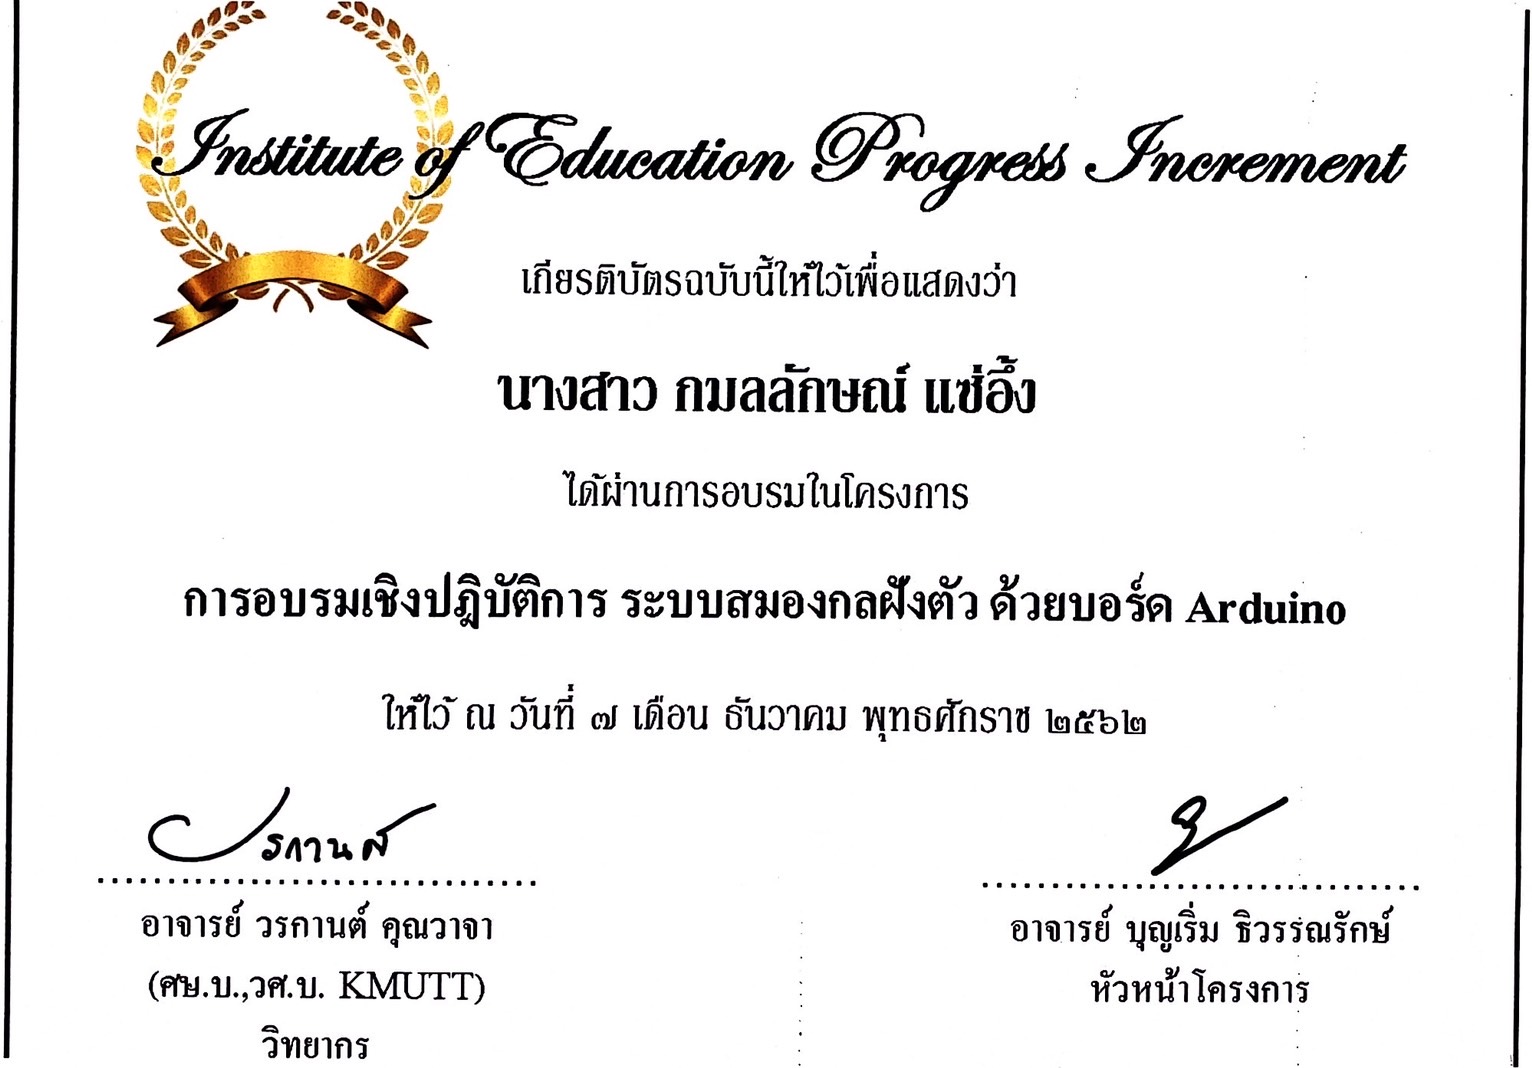 Institute of Education Progress Increment
เกียรติบัตรฉบับนี้ให้ไว้เพื่อแสดงว่า
นางสาว กมลลักษณ์ แซ่อึ้ง
ได้ผ่านการอบรมในโครงการ
การอบรมเชิงปฎิบัติการ ระบบสมองกลฝังตัว ด้วยบอร์ด Arduino
ให้ไว้ ณ วันที่ ๗ เดือน ธันวาคม พุทธศักราช ๒๕๖๒
วรกานต์
อาจารย์ วรกานต์ คุณวาจา
อาจารย์ บุญเริ่ม ธิวรรณรักษ์
(ศษ.บ.,วศ.บ. KMUTT)
หัวหน้าโครงการ
วิทยากร